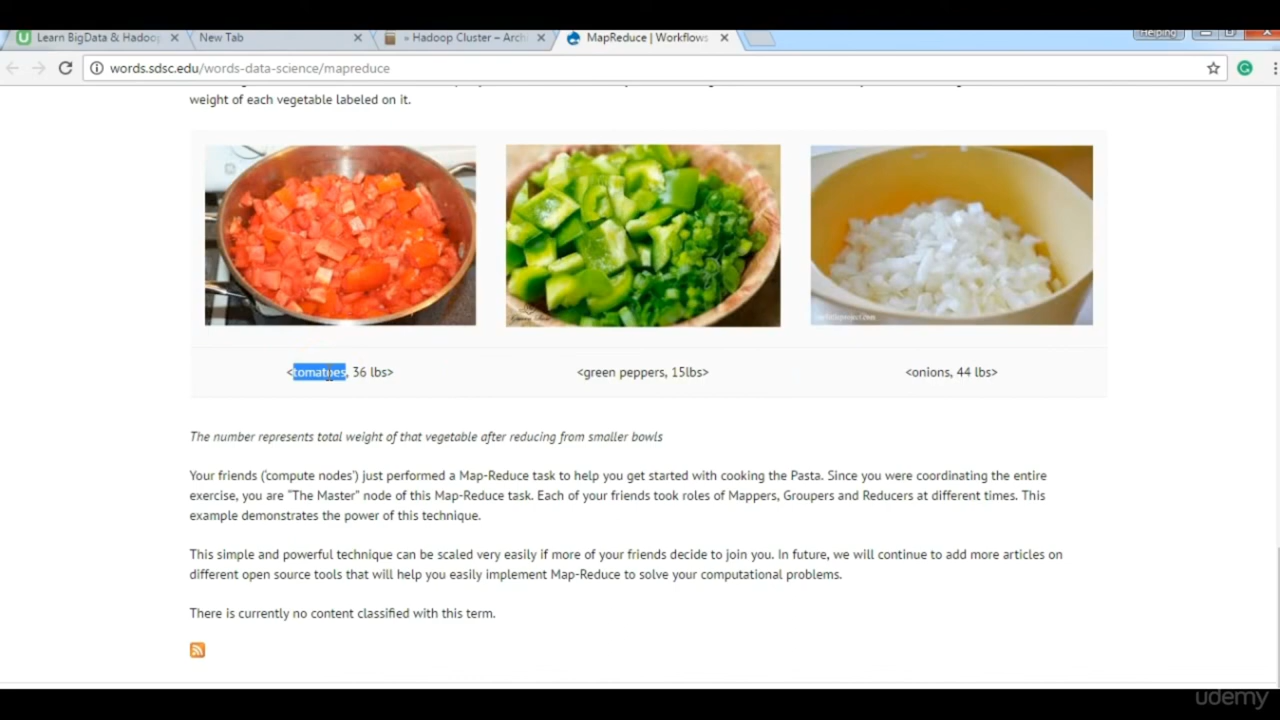 Learn BigData & Hadoop
New Tab
» Hadoop Cluster – Archi
MapReduce | Workflows
Helping
words.sdsc.edu/words-data-science/mapreduce
weight of each vegetable labeled on it.
<tomatoes, 36 lbs>
<green peppers, 15lbs>
<onions, 44 lbs>
The number represents total weight of that vegetable after reducing from smaller bowls
Your friends ('compute nodes') just performed a Map-Reduce task to help you get started with cooking the Pasta. Since you were coordinating the entire
exercise, you are "The Master" node of this Map-Reduce task. Each of your friends took roles of Mappers, Groupers and Reducers at different times. This
example demonstrates the power of this technique.
This simple and powerful technique can be scaled very easily if more of your friends decide to join you. In future, we will continue to add more articles on
different open source tools that will help you easily implement Map-Reduce to solve your computational problems.
There is currently no content classified with this term.
udemy